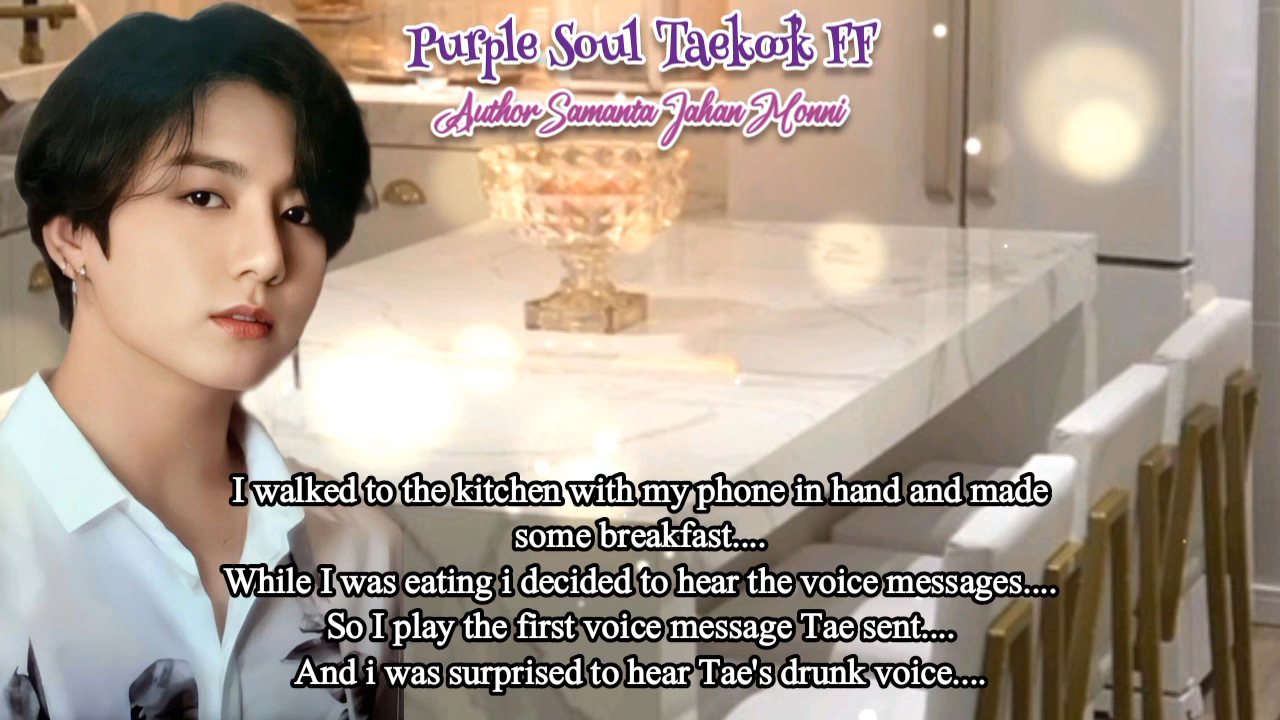 Purple Soul Taekook FF
Author Samanta Jahan Monni
I walked to the kitchen with my phone in hand and made
some breakfast....
While I was eating i decided to hear the voice messages....
So I play the first voice message Tae sent....
And i was surprised to hear Tae's drunk voice....